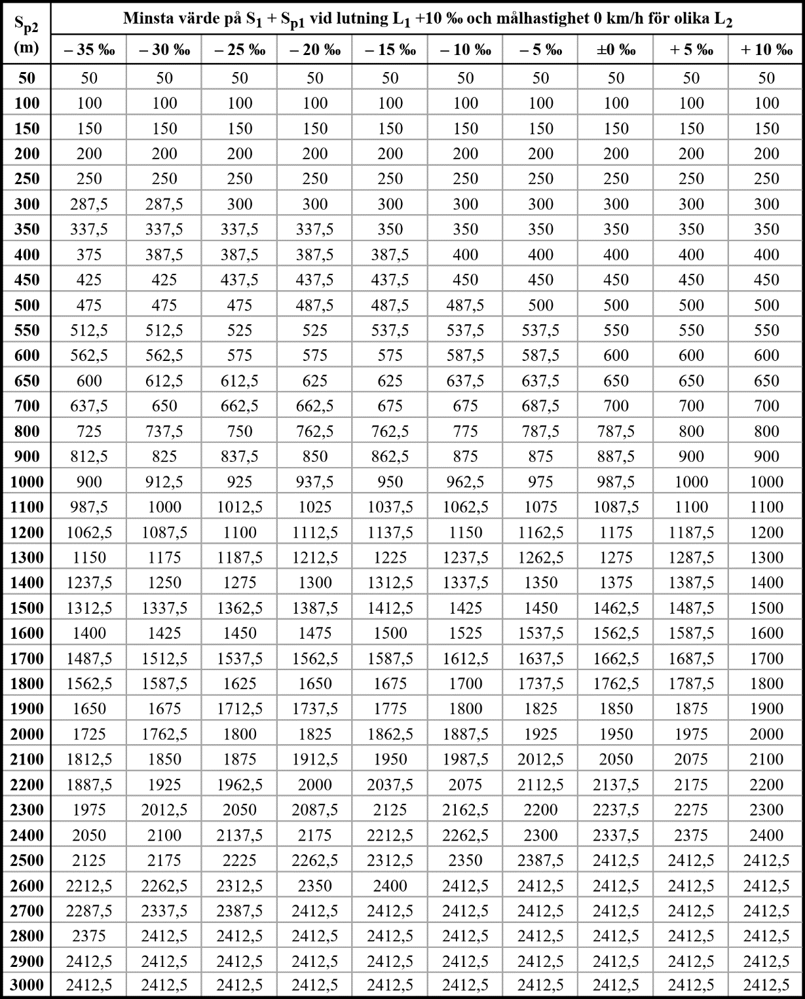 S_p2 (m) Minsta värde på S_1 + S_p1 vid lutning L_1 +10 ‰ och målhastighet 0 km/h för olika L_2
– 35 ‰ – 30 ‰ – 25 ‰ – 20 ‰ – 15 ‰ – 10 ‰ – 5 ‰ ±0 ‰ + 5 ‰ + 10 ‰
50 50 50 50 50 50 50 50 50 50 50
100 100 100 100 100 100 100 100 100 100 100
150 150 150 150 150 150 150 150 150 150 150
200 200 200 200 200 200 200 200 200 200 200
250 250 250 250 250 250 250 250 250 250 250
300 287,5 287,5 300 300 300 300 300 300 300 300
350 337,5 337,5 337,5 337,5 350 350 350 350 350 350
400 375 387,5 387,5 387,5 387,5 400 400 400 400 400
450 425 425 437,5 437,5 437,5 450 450 450 450 450
500 475 475 475 487,5 487,5 487,5 500 500 500 500
550 512,5 512,5 525 525 537,5 537,5 537,5 550 550 550
600 562,5 562,5 575 575 575 587,5 587,5 600 600 600
650 600 612,5 612,5 625 625 637,5 637,5 650 650 650
700 637,5 650 662,5 662,5 675 675 687,5 700 700 700
800 725 737,5 750 762,5 762,5 775 787,5 787,5 800 800
900 812,5 825 837,5 850 862,5 875 875 887,5 900 900
1000 900 912,5 925 937,5 950 962,5 975 987,5 1000 1000
1100 987,5 1000 1012,5 1025 1037,5 1062,5 1075 1087,5 1100 1100
1200 1062,5 1087,5 1100 1112,5 1137,5 1150 1162,5 1175 1187,5 1200
1300 1150 1175 1187,5 1212,5 1225 1237,5 1262,5 1275 1287,5 1300
1400 1237,5 1250 1275 1300 1312,5 1337,5 1350 1375 1387,5 1400
1500 1312,5 1337,5 1362,5 1387,5 1412,5 1425 1450 1462,5 1487,5 1500
1600 1400 1425 1450 1475 1500 1525 1537,5 1562,5 1587,5 1600
1700 1487,5 1512,5 1537,5 1562,5 1587,5 1612,5 1637,5 1662,5 1687,5 1700
1800 1562,5 1587,5 1625 1650 1675 1700 1737,5 1762,5 1787,5 1800
1900 1650 1675 1712,5 1737,5 1775 1800 1825 1850 1875 1900
2000 1725 1762,5 1800 1825 1862,5 1887,5 1925 1950 1975 2000
2100 1812,5 1850 1875 1912,5 1950 1987,5 2012,5 2050 2075 2100
2200 1887,5 1925 1962,5 2000 2037,5 2075 2112,5 2137,5 2175 2200
2300 1975 2012,5 2050 2087,5 2125 2162,5 2200 2237,5 2275 2300
2400 2050 2100 2137,5 2175 2212,5 2262,5 2300 2337,5 2375 2400
2500 2125 2175 2225 2262,5 2312,5 2350 2387,5 2412,5 2412,5 2412,5
2600 2212,5 2262,5 2312,5 2350 2400 2412,5 2412,5 2412,5 2412,5 2412,5
2700 2287,5 2337,5 2387,5 2412,5 2412,5 2412,5 2412,5 2412,5 2412,5 2412,5
2800 2375 2412,5 2412,5 2412,5 2412,5 2412,5 2412,5 2412,5 2412,5 2412,5
2900 2412,5 2412,5 2412,5 2412,5 2412,5 2412,5 2412,5 2412,5 2412,5 2412,5
3000 2412,5 2412,5 2412,5 2412,5 2412,5 2412,5 2412,5 2412,5 2412,5 2412,5